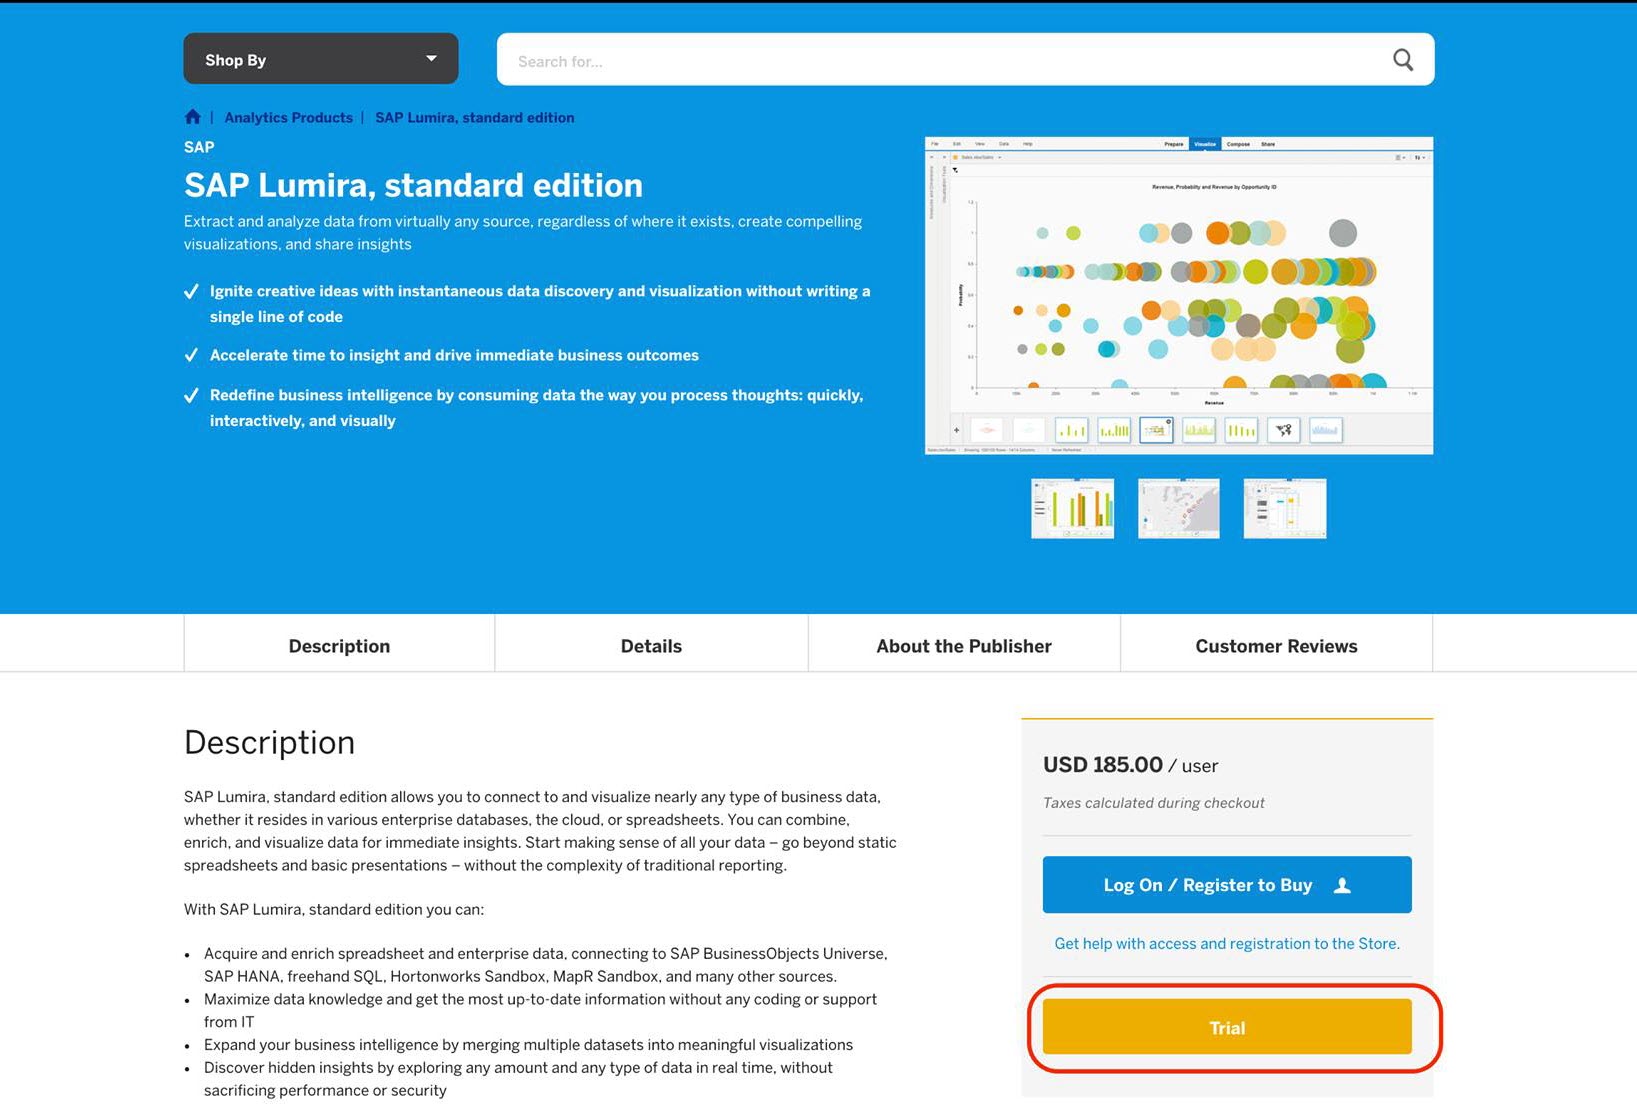 Shop By
Search for...
Analytics Products | SAP Lumira, standard edition
SAP
SAP Lumira, standard edition
Extract and analyze data from virtually any source, regardless of where it exists, create compelling
visualizations, and share insights
Ignite creative ideas with instantaneous data discovery and visualization without writing a
single line of code
Accelerate time to insight and drive immediate business outcomes
Redefine business intelligence by consuming data the way you process thoughts: quickly,
interactively, and visually
File Edit View Data Help
Prepare Visualize Compose Share
Revenue, Probability and Revenue by Opportunity ID
Probability
Revenue
Description
Details
About the Publisher
Customer Reviews
Description
SAP Lumira, standard edition allows you to connect to and visualize nearly any type of business data,
whether it resides in various enterprise databases, the cloud, or spreadsheets. You can combine,
enrich, and visualize data for immediate insights. Start making sense of all your data – go beyond static
spreadsheets and basic presentations – without the complexity of traditional reporting.
With SAP Lumira, standard edition you can:
• Acquire and enrich spreadsheet and enterprise data, connecting to SAP BusinessObjects Universe,
SAP HANA, freehand SQL, Hortonworks Sandbox, MapR Sandbox, and many other sources.
• Maximize data knowledge and get the most up-to-date information without any coding or support
from IT
• Expand your business intelligence by merging multiple datasets into meaningful visualizations
• Discover hidden insights by exploring any amount and any type of data in real time, without
sacrificing performance or security
USD 185.00 / user
Taxes calculated during checkout
Log On / Register to Buy
Get help with access and registration to the Store.
Trial